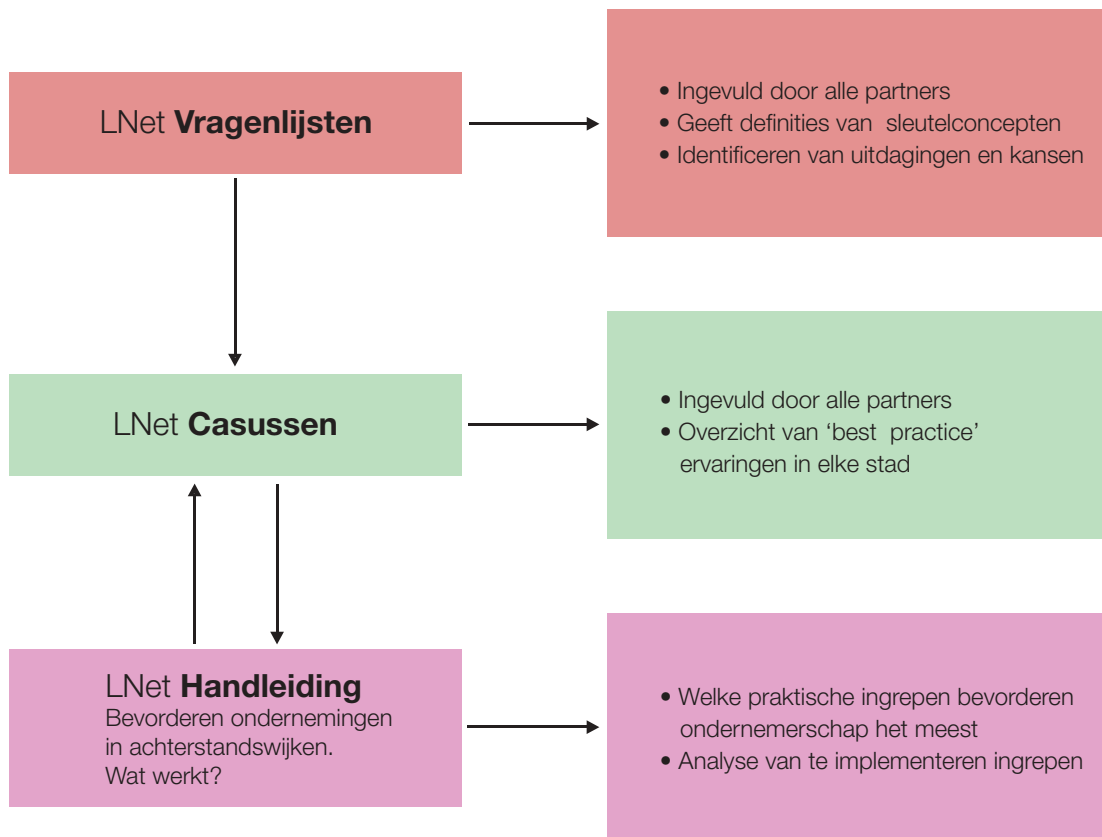 LNet Vragenlijsten
• Ingevuld door alle partners
• Geeft definities van sleutelconcepten
• Identificeren van uitdagingen en kansen
LNet Casussen
• Ingevuld door alle partners
• Overzicht van ‘best practice’
ervaringen in elke stad
LNet Handleiding
Bevorderen ondernemingen
in achterstandswijken.
Wat werkt?
• Welke praktische ingrepen bevorderen
ondernemerschap het meest
• Analyse van te implementeren ingrepen